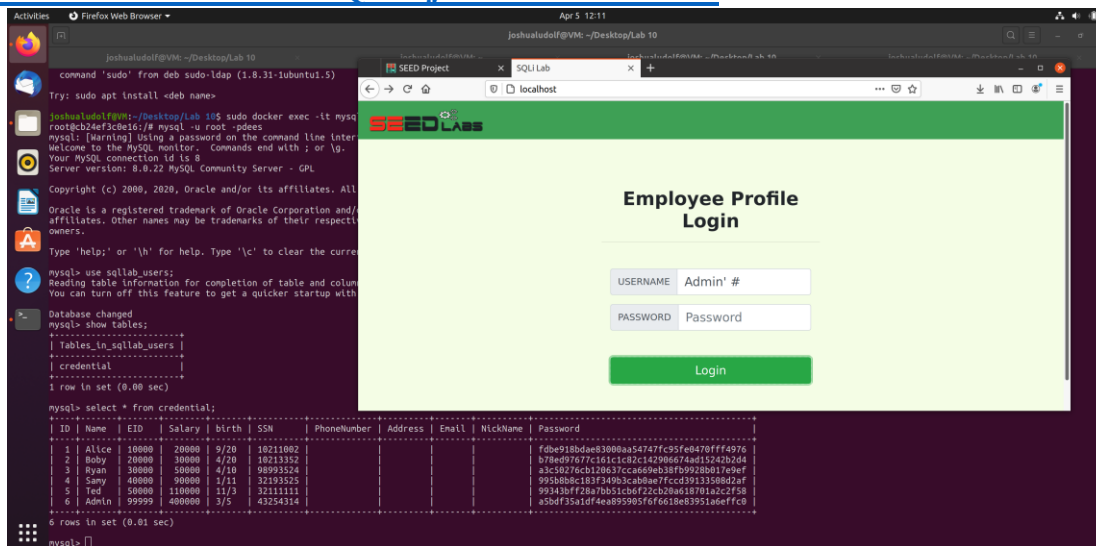 Activities Firefox Web Browser Apr 5 12:11
joshualudolf@VM: ~/Desktop/Lab 10
joshualudolf@VM: ~/Desktop/Lab 10
command 'sudo' from deb sudo-ldap (1.8.31-1ubuntu1.5)
Try: sudo apt install <deb name>
joshualudolf@VM:~/Desktop/Lab 10$ sudo docker exec -it mysq
root@cb24ef3c0e16:/# mysql -u root -pdees
mysql: [Warning] Using a password on the command line inter
Welcome to the MySQL monitor. Commands end with ; or \g.
Your MySQL connection id is 8
Server version: 8.0.22 MySQL Community Server - GPL
Copyright (c) 2000, 2020, Oracle and/or its affiliates. All
Oracle is a registered trademark of Oracle Corporation and/
affiliates. Other names may be trademarks of their respecti
owners.
Type 'help;' or '\h' for help. Type '\c' to clear the curre
mysql> use sqllab_users;
Reading table information for completion of table and colum
You can turn off this feature to get a quicker startup with
Database changed
mysql> show tables;
| Tables_in_sqllab_users |
| credential |
1 row in set (0.00 sec)
mysql> select * from credential;
| ID | Name | EID | Salary | birth | SSN | PhoneNumber | Address | Email | NickName | Password |
| 1 | Alice | 10000 | 20000 | 9/20 | 10211002 | | | | | fdbe918bdae83000aa54747fc95fe0470fff4976 |
| 2 | Boby | 20000 | 30000 | 4/20 | 10213352 | | | | | b78ed97677c161c1c82c142906674ad15242b2d4 |
| 3 | Ryan | 30000 | 50000 | 4/10 | 98993524 | | | | | a3c50276cb120637cca669eb38fb9928b017e9ef |
| 4 | Samy | 40000 | 90000 | 1/11 | 32193525 | | | | | 995b8b8c183f349b3cab0ae7fccd39133508d2af |
| 5 | Ted | 50000 | 110000 | 11/3 | 32111111 | | | | | 99343bff28a7bb51cb6f22cb20a618701a2c2f58 |
| 6 | Admin | 99999 | 400000 | 3/5 | 43254314 | | | | | a5bdf35a1df4ea895905f6f6618e83951a6effc0 |
6 rows in set (0.01 sec)
mysql>
SEED Project SQLi Lab
localhost
SEEDLABS
Employee Profile
Login
USERNAME Admin' #
PASSWORD Password
Login